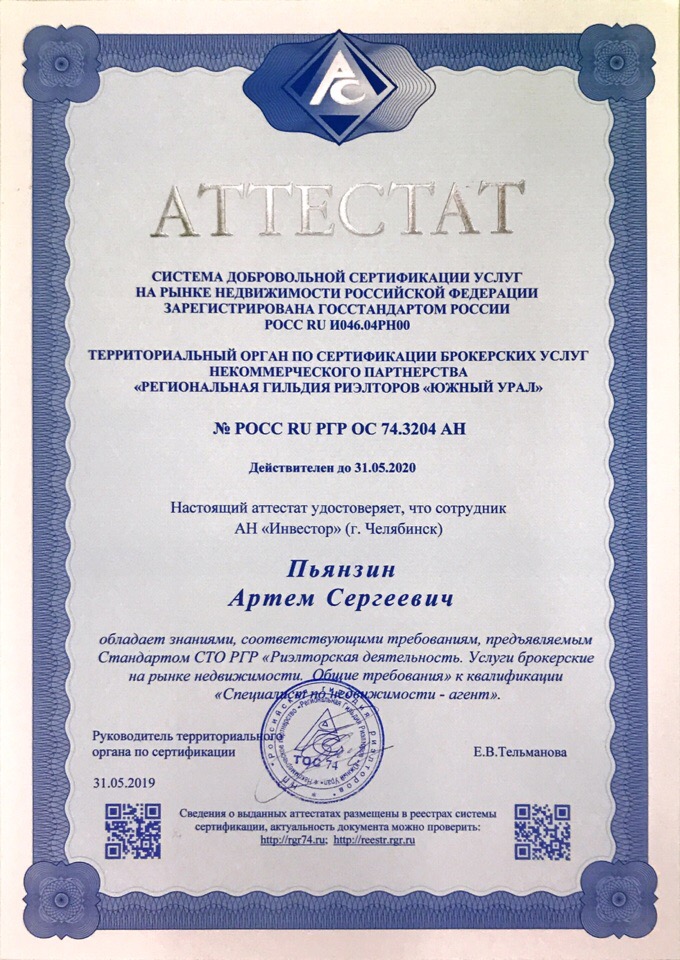 АС
АТТЕСТАТ
СИСТЕМА ДОБРОВОЛЬНОЙ СЕРТИФИКАЦИИ УСЛУГ
НА РЫНКЕ НЕДВИЖИМОСТИ РОССИЙСКОЙ ФЕДЕРАЦИИ
ЗАРЕГИСТРИРОВАНА ГОССТАНДАРТОМ РОССИИ
РОСС RU И046.04РН00
ТЕРРИТОРИАЛЬНЫЙ ОРГАН ПО СЕРТИФИКАЦИИ БРОКЕРСКИХ УСЛУГ
НЕКОММЕРЧЕСКОГО ПАРТНЕРСТВА
«РЕГИОНАЛЬНАЯ ГИЛЬДИЯ РИЭЛТОРОВ «ЮЖНЫЙ УРАЛ»
№ РОСС RU РГР ОС 74.3204 АН
Действителен до 31.05.2020
Настоящий аттестат удостоверяет, что сотрудник
АН «Инвестор» (г. Челябинск)
Пьянзин
Артем Сергеевич
обладает знаниями, соответствующими требованиям, предъявляемым
Стандартом СТО РГР «Риэлторская деятельность. Услуги брокерские
на рынке недвижимости. Общие требования» к квалификации
«Специалист по недвижимости - агент».
Руководитель территориального
органа по сертификации
Е.В.Тельманова
ТОС 74
31.05.2019
Сведения о выданных аттестатах размещены в реестрах системы
сертификации, актуальность документа можно проверить:
http://rgr74.ru; http://reestr.rgr.ru